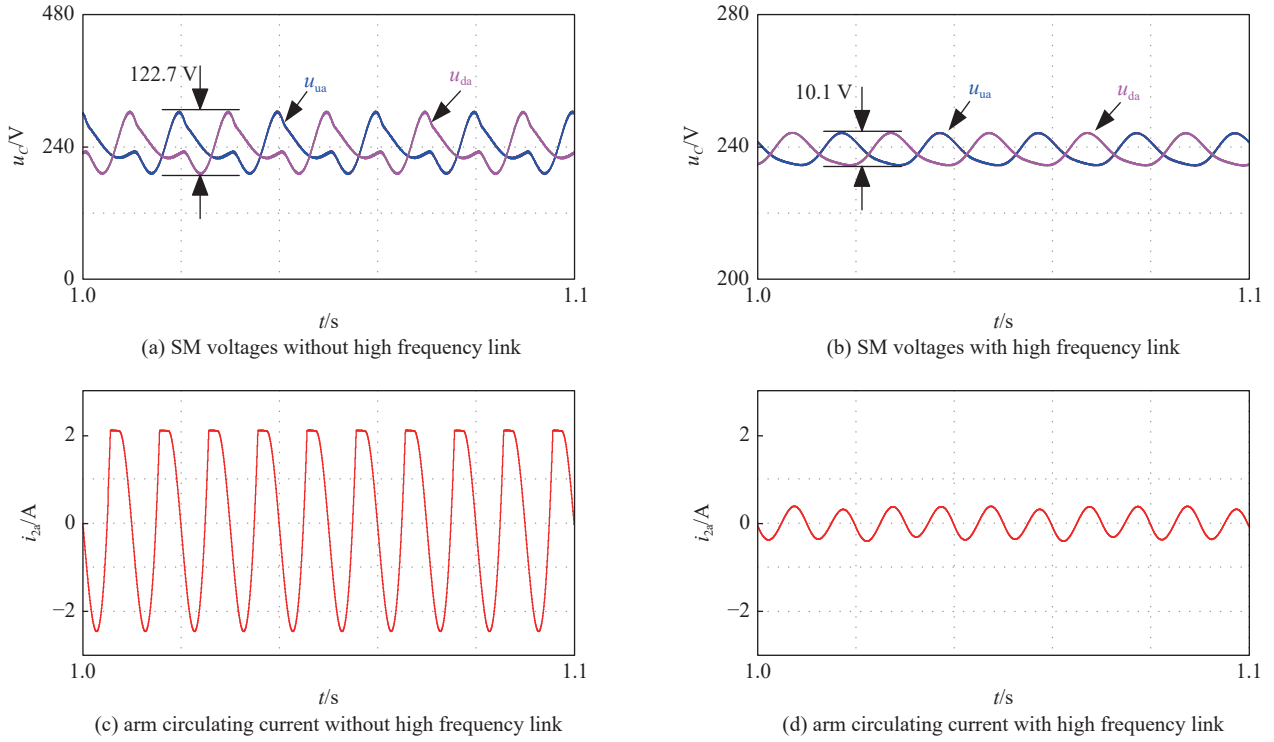 480
360
240
0
122.7 V
u_ua
u_da
u_C/V
1.0
1.1
t/s
(a) SM voltages without high frequency link
280
260
240
200
10.1 V
u_ua
u_da
u_C/V
1.0
1.1
t/s
(b) SM voltages with high frequency link
2
0
−2
i_2a/A
1.0
1.1
t/s
(c) arm circulating current without high frequency link
2
0
−2
i_2a/A
1.0
1.1
t/s
(d) arm circulating current with high frequency link